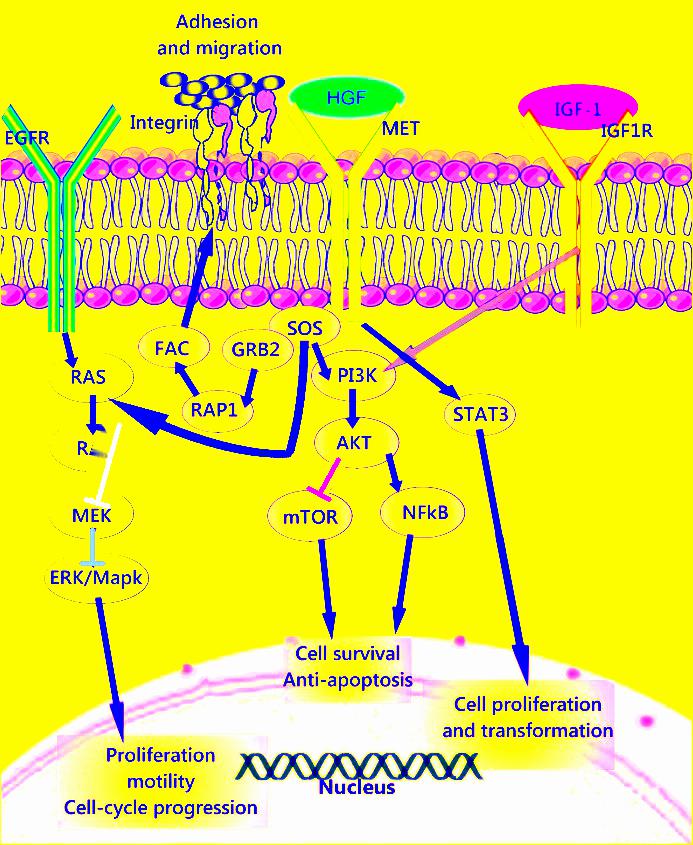 Adhesion
and migration
HGF
IGF-1
EGFR
Integrin
MET
IGF1R
SOS
FAC
GRB2
RAS
PI3K
RAP1
STAT3
AKT
MEK
mTOR
NFkB
ERK/Mapk
Cell survival
Anti-apoptosis
Cell proliferation
and transformation
Proliferation
motility
Cell-cycle progression
Nucleus